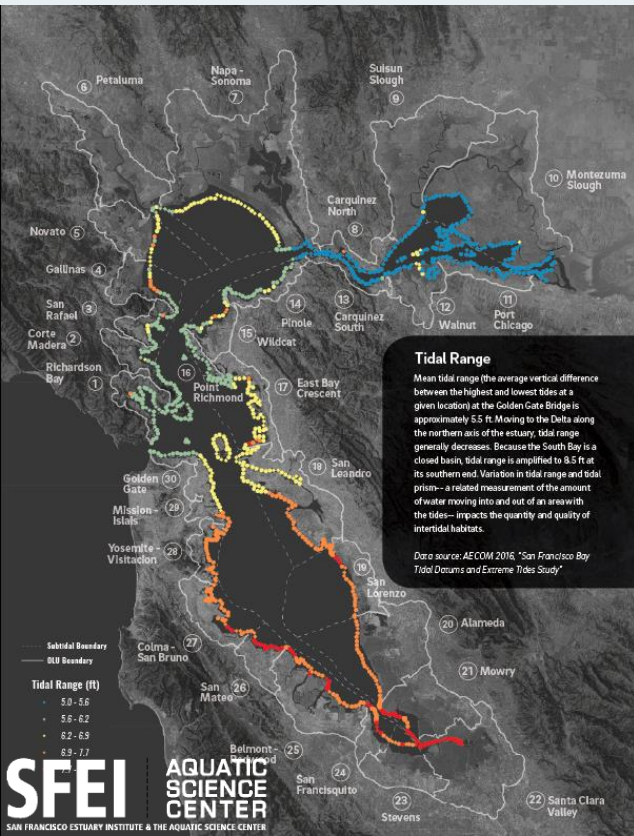 Petaluma
6
Napa -
Sonoma
7
Suisun
Slough
9
10 Montezuma
Slough
Carquinez
North
8
Novato 5
Gallinas 4
San
Rafael 3
Corte
Madera 2
Richardson
Bay
1
14
Pinole
13
Carquinez
South
12
Walnut
11
Port
Chicago
15
Wildcat
16
Point
Richmond
17 East Bay
Crescent
Tidal Range
Mean tidal range (the average vertical difference
between the highest and lowest tides at a
given location) at the Golden Gate Bridge is
approximately 5.5 ft. Moving to the Delta along
the northern axis of the estuary, tidal range
generally decreases. Because the South Bay is a
closed basin, tidal range is amplified to 8.5 ft at
its southern end. Variation in tidal range and tidal
prism-- a related measurement of the amount
of water moving into and out of an area with
the tides— impacts the quantity and quality of
intertidal habitats.
Data source: AECOM 2016, "San Francisco Bay
Tidal Datums and Extreme Tides Study"
18 San
Leandro
Golden
Gate 30
Mission -
Islais 29
Yosemite -
Visitacion 28
19
San
Lorenzo
20 Alameda
21 Mowry
Colma -
San Bruno
27
San
Mateo 26
Belmont -
Redwood
25
San
Francisquito
24
23
Stevens
22 Santa Clara
Valley
Subtidal Boundary
OLU Boundary
Tidal Range (ft)
5.0 - 5.6
5.6 - 6.2
6.2 - 6.9
6.9 - 7.7
SFEI
AQUATIC
SCIENCE
CENTER
SAN FRANCISCO ESTUARY INSTITUTE & THE AQUATIC SCIENCE CENTER